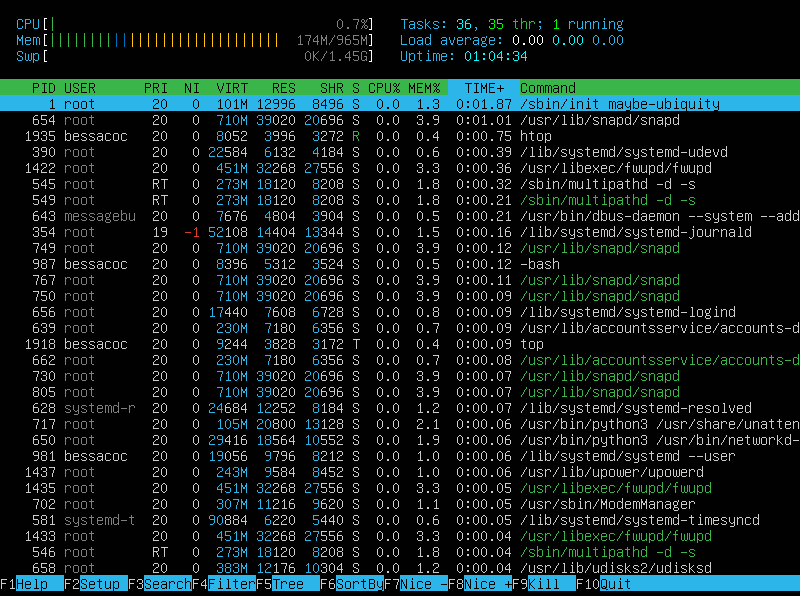 CPU[| 0.7%] Tasks: 36, 35 thr; 1 running
Mem[||||||||||||||||||||||||||||| 174M/965M] Load average: 0.00 0.00 0.00
Swp[ 0K/1.45G] Uptime: 01:04:34
PID USER PRI NI VIRT RES SHR S CPU% MEM% TIME+ Command
1 root 20 0 101M 12996 8496 S 0.0 1.3 0:01.87 /sbin/init maybe-ubiquity
654 root 20 0 710M 39020 20696 S 0.0 3.9 0:01.01 /usr/lib/snapd/snapd
1935 bessacoc 20 0 8052 3996 3272 R 0.0 0.4 0:00.75 htop
390 root 20 0 22584 6132 4184 S 0.0 0.6 0:00.39 /lib/systemd/systemd-udevd
1422 root 20 0 451M 32268 27556 S 0.0 3.3 0:00.36 /usr/libexec/fwupd/fwupd
545 root RT 0 273M 18120 8208 S 0.0 1.8 0:00.32 /sbin/multipathd -d -s
549 root RT 0 273M 18120 8208 S 0.0 1.8 0:00.21 /sbin/multipathd -d -s
643 messagebu 20 0 7676 4804 3904 S 0.0 0.5 0:00.21 /usr/bin/dbus-daemon --system --add
354 root 19 -1 52108 14404 13344 S 0.0 1.5 0:00.16 /lib/systemd/systemd-journald
749 root 20 0 710M 39020 20696 S 0.0 3.9 0:00.12 /usr/lib/snapd/snapd
987 bessacoc 20 0 8396 5312 3524 S 0.0 0.5 0:00.12 -bash
767 root 20 0 710M 39020 20696 S 0.0 3.9 0:00.11 /usr/lib/snapd/snapd
750 root 20 0 710M 39020 20696 S 0.0 3.9 0:00.09 /usr/lib/snapd/snapd
656 root 20 0 17440 7608 6728 S 0.0 0.8 0:00.09 /lib/systemd/systemd-logind
639 root 20 0 230M 7180 6356 S 0.0 0.7 0:00.09 /usr/lib/accountsservice/accounts-d
1918 bessacoc 20 0 9244 3828 3172 T 0.0 0.4 0:00.09 top
662 root 20 0 230M 7180 6356 S 0.0 0.7 0:00.08 /usr/lib/accountsservice/accounts-d
730 root 20 0 710M 39020 20696 S 0.0 3.9 0:00.07 /usr/lib/snapd/snapd
805 root 20 0 710M 39020 20696 S 0.0 3.9 0:00.07 /usr/lib/snapd/snapd
628 systemd-r 20 0 24684 12252 8184 S 0.0 1.2 0:00.07 /lib/systemd/systemd-resolved
717 root 20 0 105M 20800 13128 S 0.0 2.1 0:00.06 /usr/bin/python3 /usr/share/unatten
650 root 20 0 29416 18564 10552 S 0.0 1.9 0:00.06 /usr/bin/python3 /usr/bin/networkd-
981 bessacoc 20 0 19056 9796 8212 S 0.0 1.0 0:00.06 /lib/systemd/systemd --user
1437 root 20 0 243M 9584 8452 S 0.0 1.0 0:00.06 /usr/lib/upower/upowerd
1435 root 20 0 451M 32268 27556 S 0.0 3.3 0:00.05 /usr/libexec/fwupd/fwupd
702 root 20 0 307M 11216 9620 S 0.0 1.1 0:00.05 /usr/sbin/ModemManager
581 systemd-t 20 0 90884 6220 5440 S 0.0 0.6 0:00.05 /lib/systemd/systemd-timesyncd
1433 root 20 0 451M 32268 27556 S 0.0 3.3 0:00.04 /usr/libexec/fwupd/fwupd
546 root RT 0 273M 18120 8208 S 0.0 1.8 0:00.04 /sbin/multipathd -d -s
658 root 20 0 383M 12176 10304 S 0.0 1.2 0:00.04 /usr/lib/udisks2/udisksd
F1Help F2Setup F3SearchF4FilterF5Tree F6SortByF7Nice -F8Nice +F9Kill F10Quit